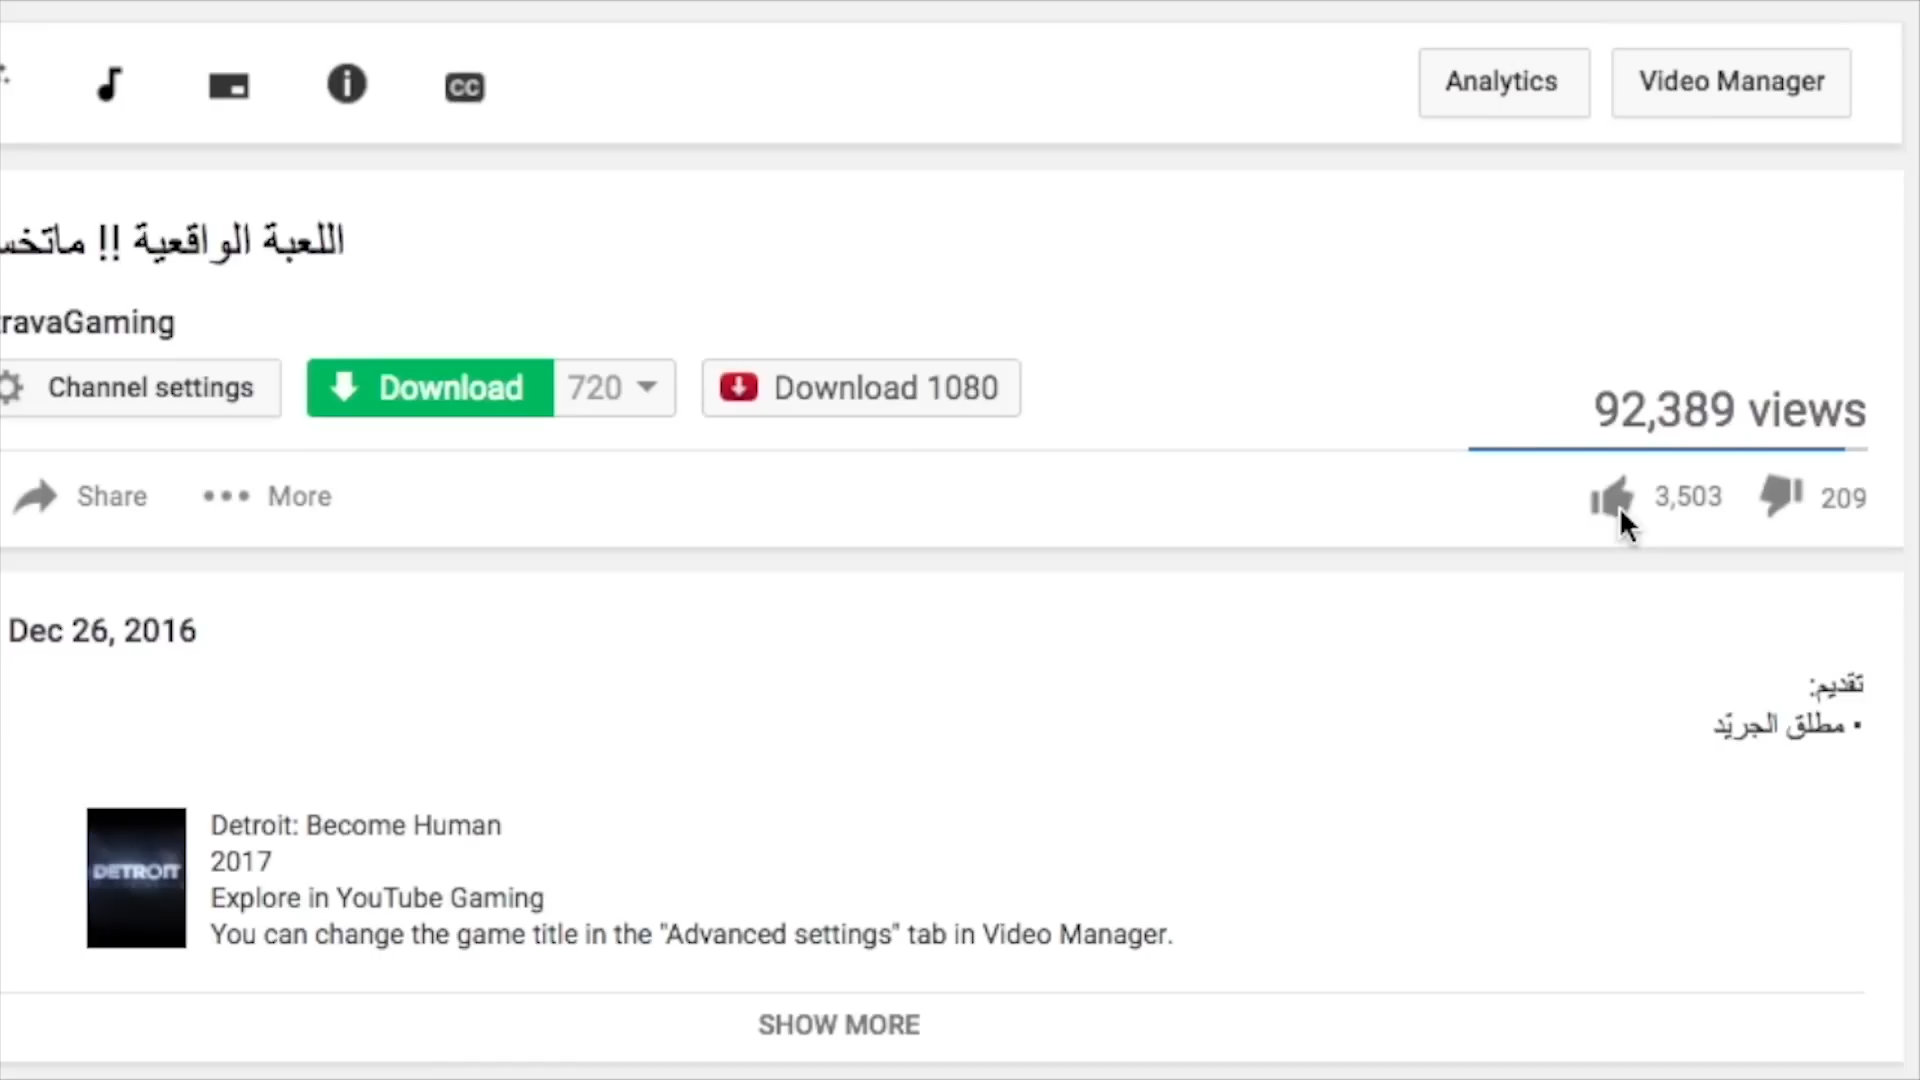 CC
Analytics
Video Manager
اللعبة الواقعية !!
ravaGaming
Channel settings
Download
720
Download 1080
92,389 views
Share
More
3,503
209
Dec 26, 2016
تقديم:
• مطلق الجريّد
DETROIT
Detroit: Become Human
2017
Explore in YouTube Gaming
You can change the game title in the "Advanced settings" tab in Video Manager.
SHOW MORE